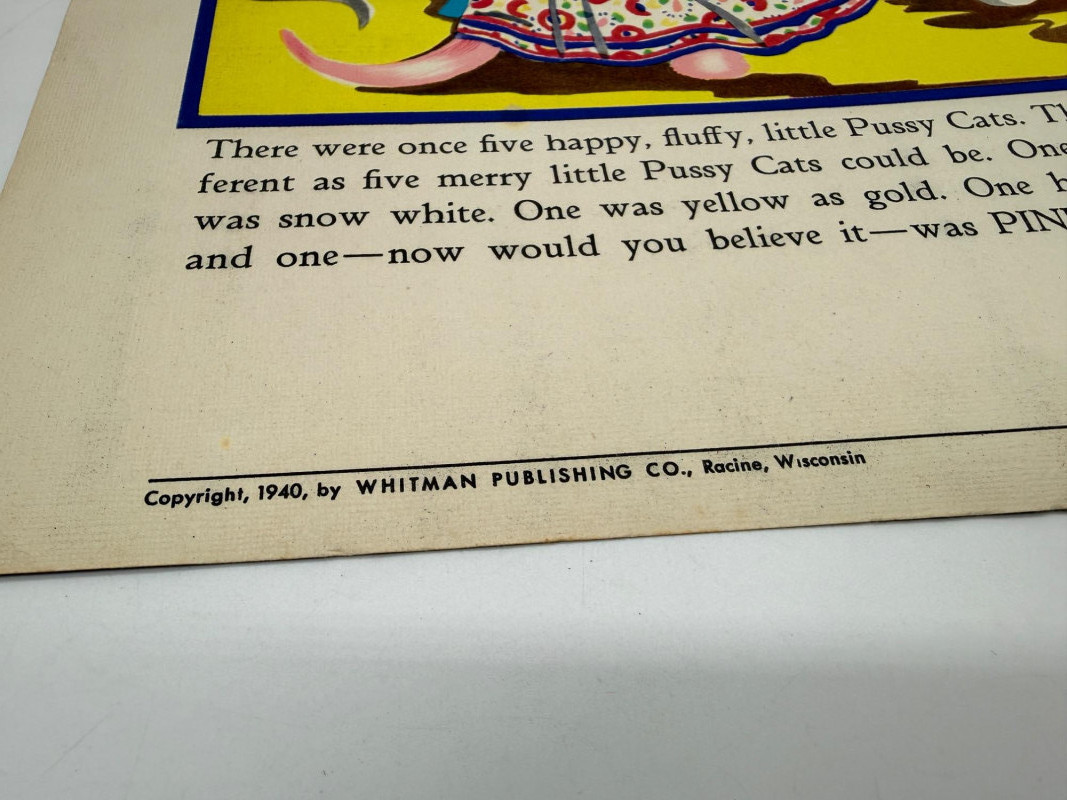 There were once five happy, fluffy, little Pussy Cats.
ferent as five merry little Pussy Cats could be. One
was snow white. One was yellow as gold. One
and one—now would you believe it—was
Copyright, 1940, by WHITMAN PUBLISHING CO., Racine, Wisconsin